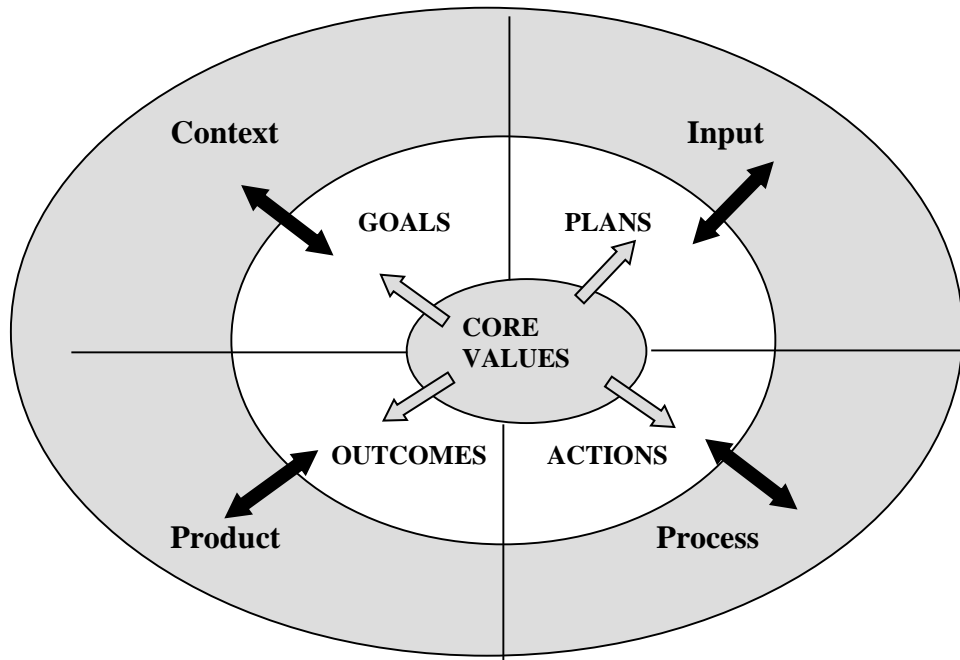 Context
Input
GOALS
PLANS
CORE
VALUES
OUTCOMES
ACTIONS
Product
Process